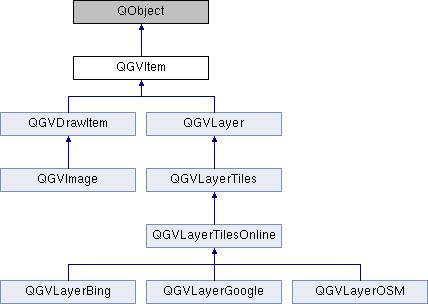 QObject
QGVItem
QGVDrawItem
QGVLayer
QGVImage
QGVLayerTiles
QGVLayerTilesOnline
QGVLayerBing
QGVLayerGoogle
QGVLayerOSM